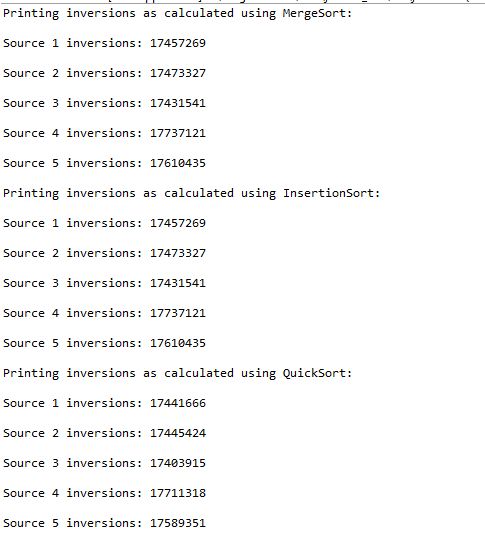 Printing inversions as calculated using MergeSort:
Source 1 inversions: 17457269
Source 2 inversions: 17473327
Source 3 inversions: 17431541
Source 4 inversions: 17737121
Source 5 inversions: 17610435
Printing inversions as calculated using InsertionSort:
Source 1 inversions: 17457269
Source 2 inversions: 17473327
Source 3 inversions: 17431541
Source 4 inversions: 17737121
Source 5 inversions: 17610435
Printing inversions as calculated using QuickSort:
Source 1 inversions: 17441666
Source 2 inversions: 17445424
Source 3 inversions: 17403915
Source 4 inversions: 17711318
Source 5 inversions: 17589351